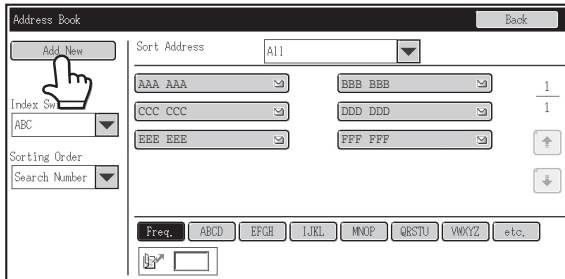 Address Book
Back
Add New
Sort Address
All
AAA AAA
BBB BBB
1
1
CCC CCC
DDD DDD
Index Sw
ABC
EEE EEE
FFF FFF
Sorting Order
Search Number
Freq.
ABCD
EFGH
IJKL
MNOP
QRSTU
VWXYZ
etc.